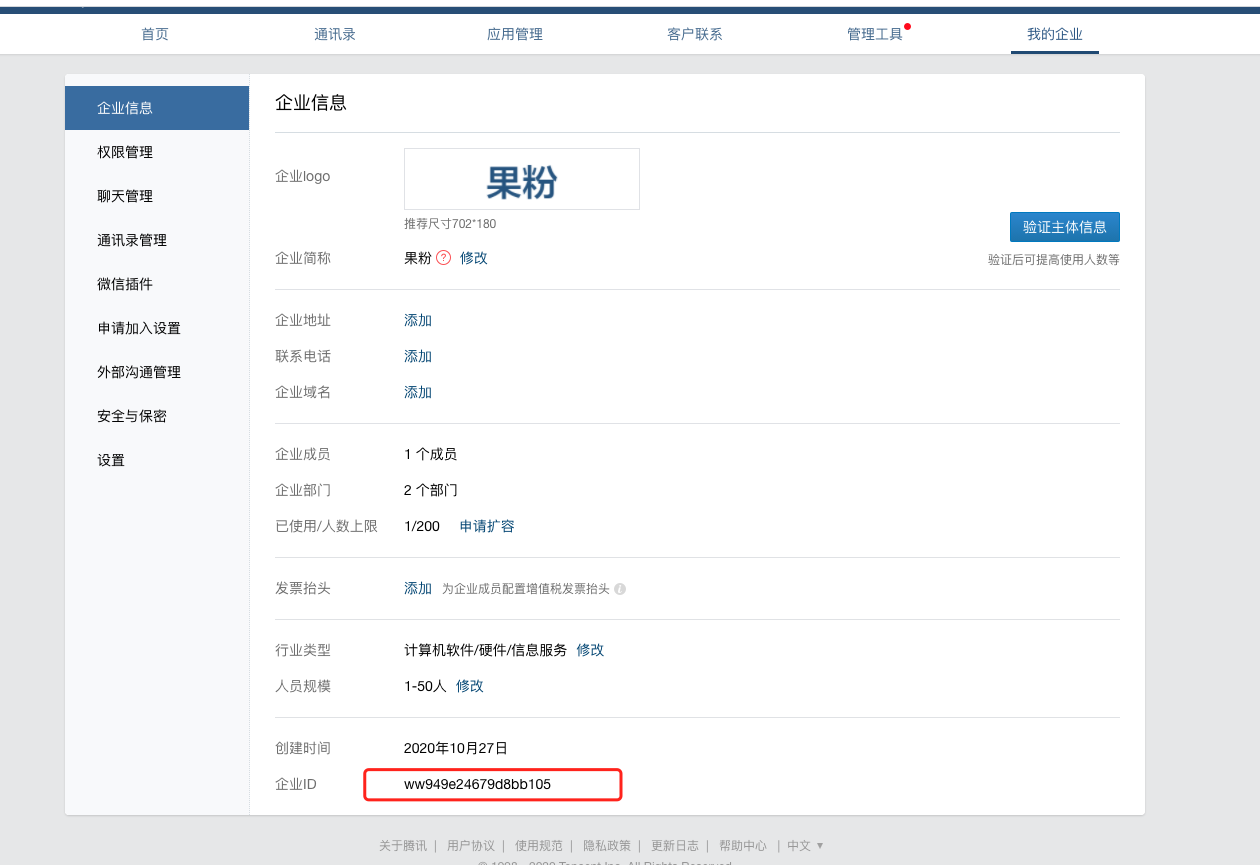 首页 通讯录 应用管理 客户联系 管理工具 我的企业
企业信息
权限管理
聊天管理
通讯录管理
微信插件
申请加入设置
外部沟通管理
安全与保密
设置
企业信息
企业logo 果粉
推荐尺寸702*180
验证主体信息
验证后可提高使用人数等
企业简称 果粉 ? 修改
企业地址 添加
联系电话 添加
企业域名 添加
企业成员 1 个成员
企业部门 2 个部门
已使用/人数上限 1/200 申请扩容
发票抬头 添加 为企业成员配置增值税发票抬头 i
行业类型 计算机软件/硬件/信息服务 修改
人员规模 1-50人 修改
创建时间 2020年10月27日
企业ID ww949e24679d8bb105
关于腾讯 | 用户协议 | 使用规范 | 隐私政策 | 更新日志 | 帮助中心 | 中文 ▼
© 1998 - 2020 Tencent Inc. All Rights Reserved